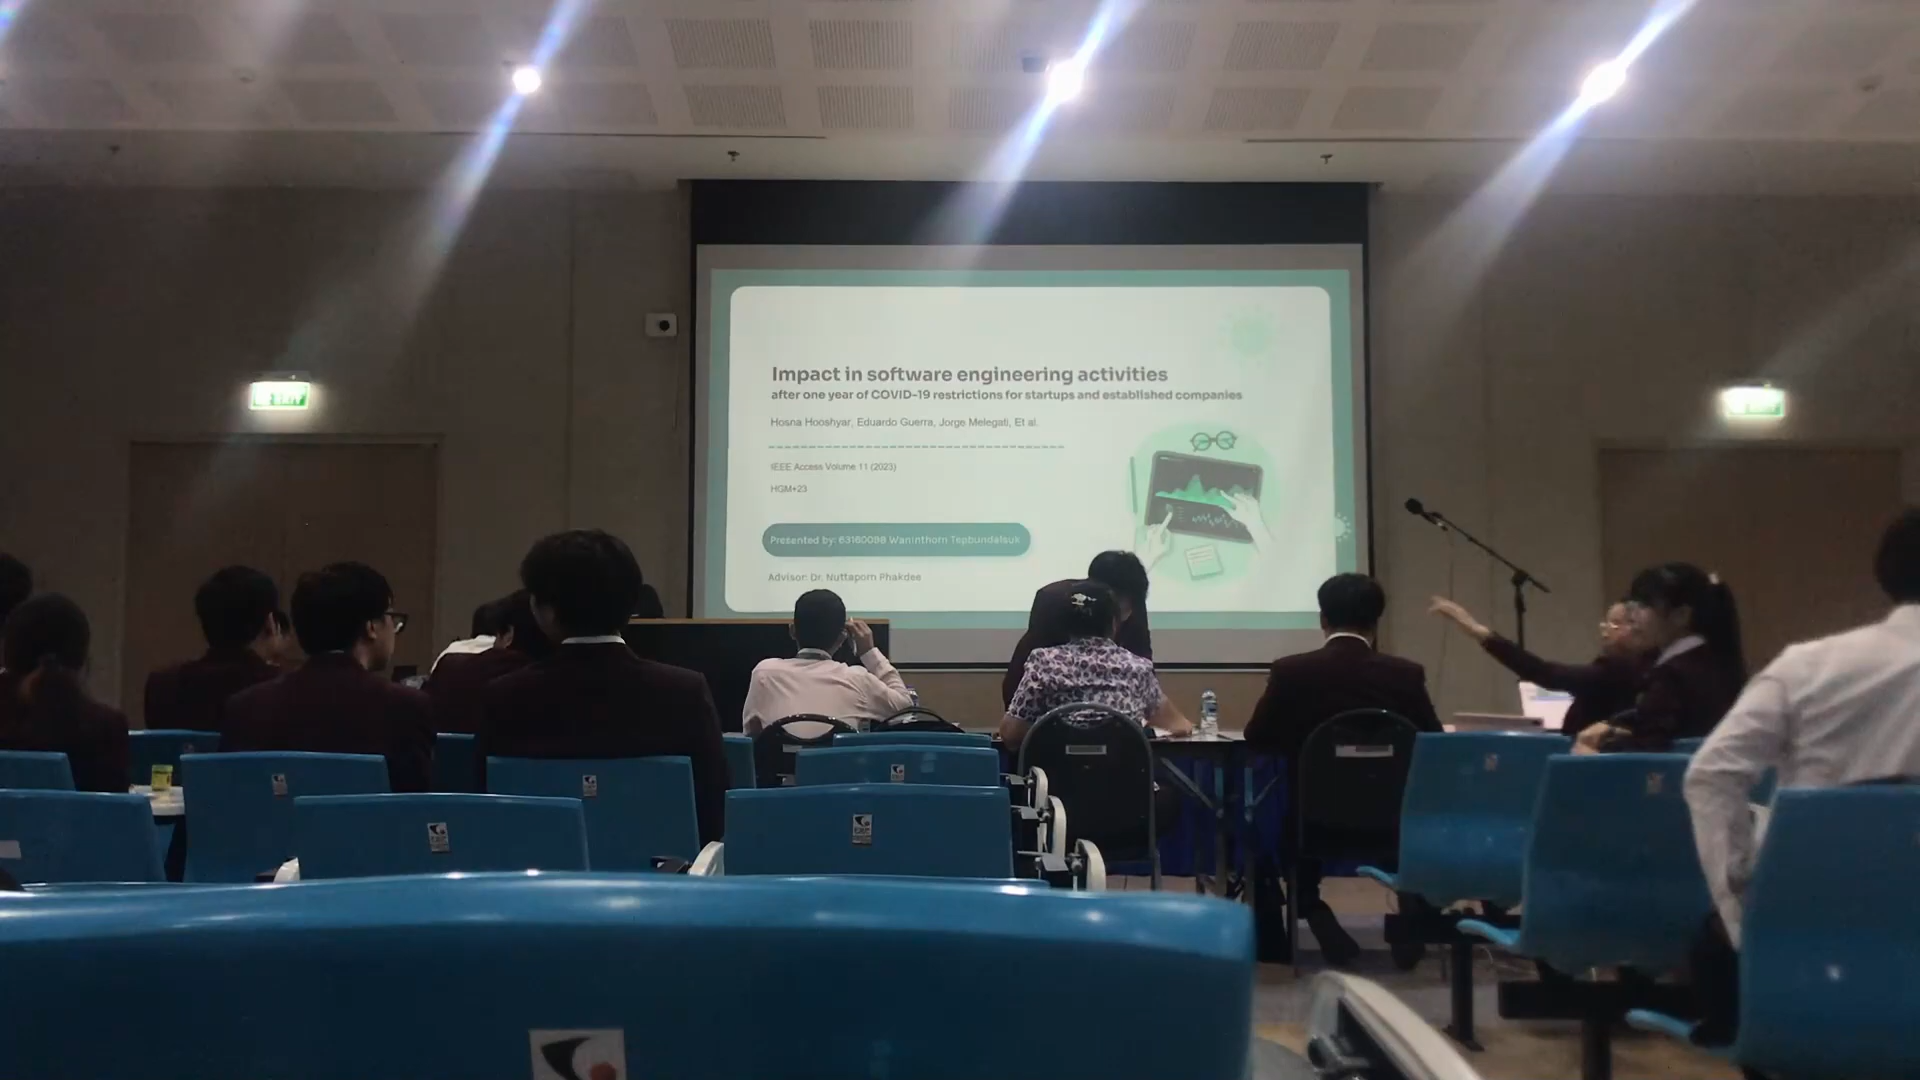 Impact in software engineering activities
after one year of COVID-19 restrictions for startups and established companies
Hosna Hooshyar, Eduardo Guerra, Jorge Melegati, Et al.
IEEE Access Volume 11 (2023)
HGM+23
Presented by: 63160098 Waninthorn Tepbundalsuk
Advisor: Dr. Nuttaporn Phakdee